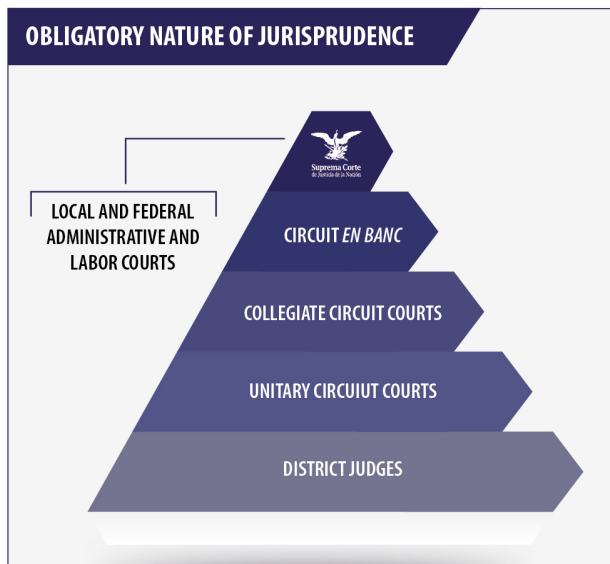 OBLIGATORY NATURE OF JURISPRUDENCE
Suprema Corte
de Justicia de la Nación
LOCAL AND FEDERAL
ADMINISTRATIVE AND
LABOR COURTS
CIRCUIT EN BANC
COLLEGIATE CIRCUIT COURTS
UNITARY CIRCUIUT COURTS
DISTRICT JUDGES